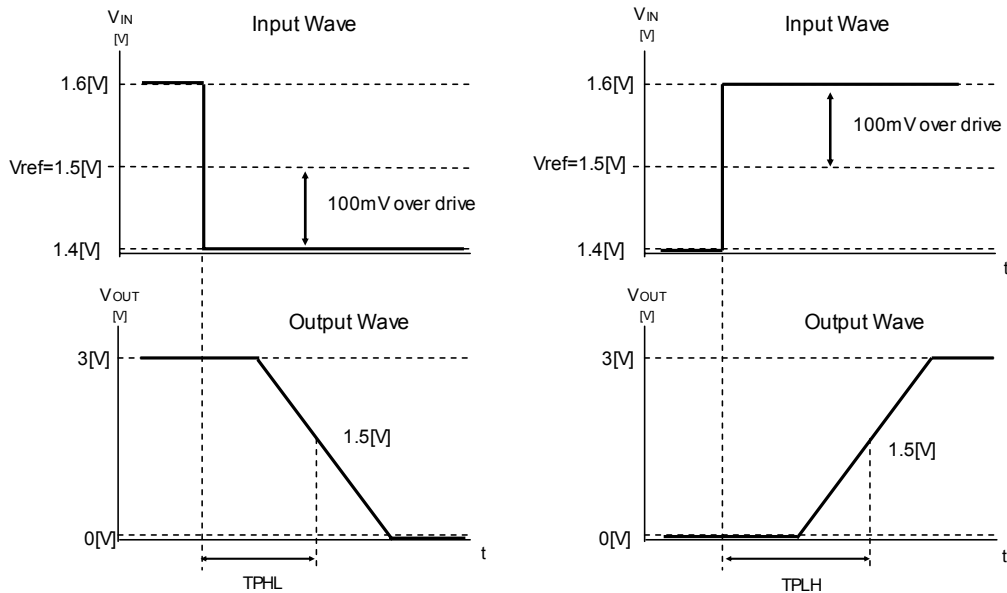 VIN
[V]
Input Wave
1.6[V]
Vref=1.5[V]
100mV over drive
1.4[V]
t
VOUT
[V]
Output Wave
3[V]
1.5[V]
0[V]
t
TPHL
VIN
[V]
Input Wave
1.6[V]
100mV over drive
Vref=1.5[V]
1.4[V]
t
VOUT
[V]
Output Wave
3[V]
1.5[V]
0[V]
t
TPLH